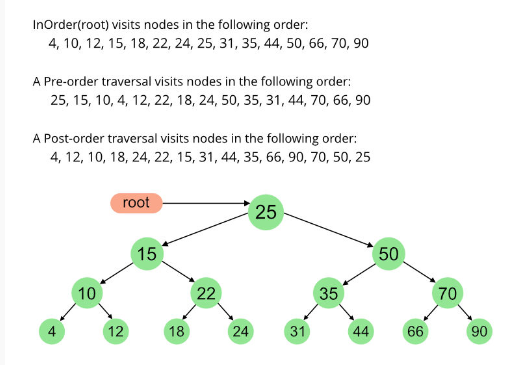 InOrder(root) visits nodes in the following order:
4, 10, 12, 15, 18, 22, 24, 25, 31, 35, 44, 50, 66, 70, 90
A Pre-order traversal visits nodes in the following order:
25, 15, 10, 4, 12, 22, 18, 24, 50, 35, 31, 44, 70, 66, 90
A Post-order traversal visits nodes in the following order:
4, 12, 10, 18, 24, 22, 15, 31, 44, 35, 66, 90, 70, 50, 25
root
25
15 50
10 22 35 70
4 12 18 24 31 44 66 90